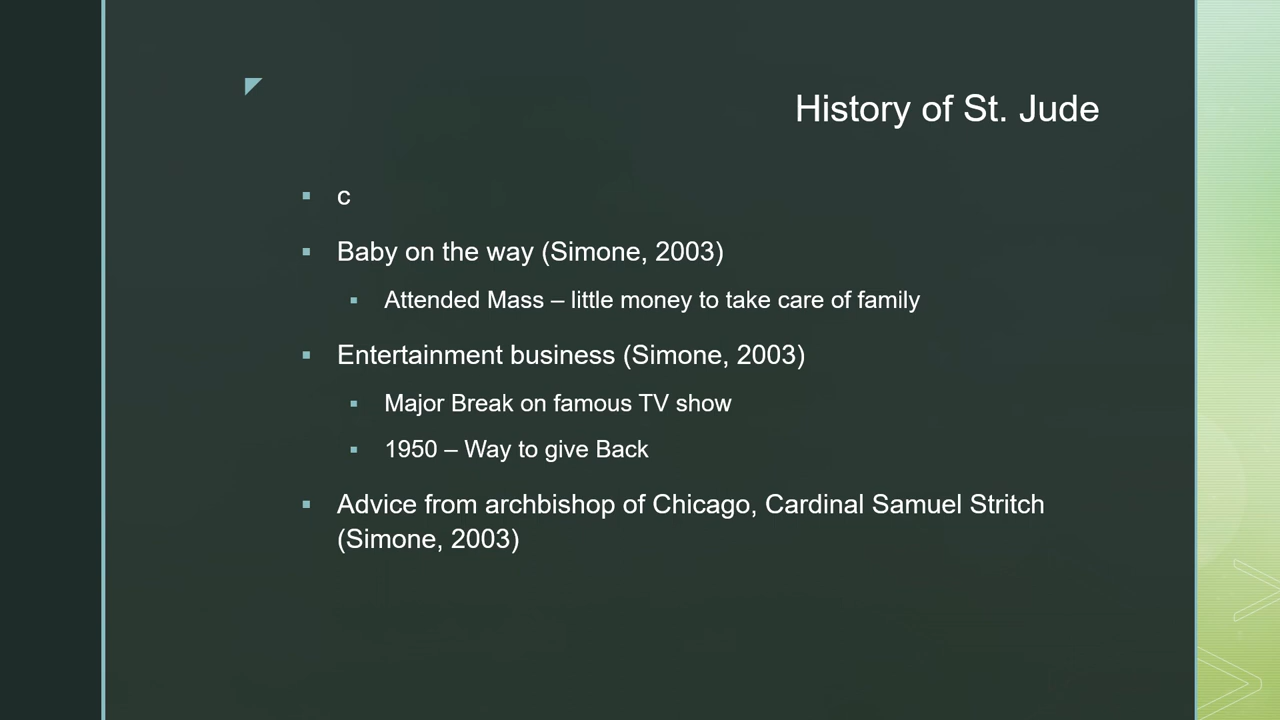 History of St. Jude
c
Baby on the way (Simone, 2003)
Attended Mass – little money to take care of family
Entertainment business (Simone, 2003)
Major Break on famous TV show
1950 – Way to give Back
Advice from archbishop of Chicago, Cardinal Samuel Stritch
(Simone, 2003)